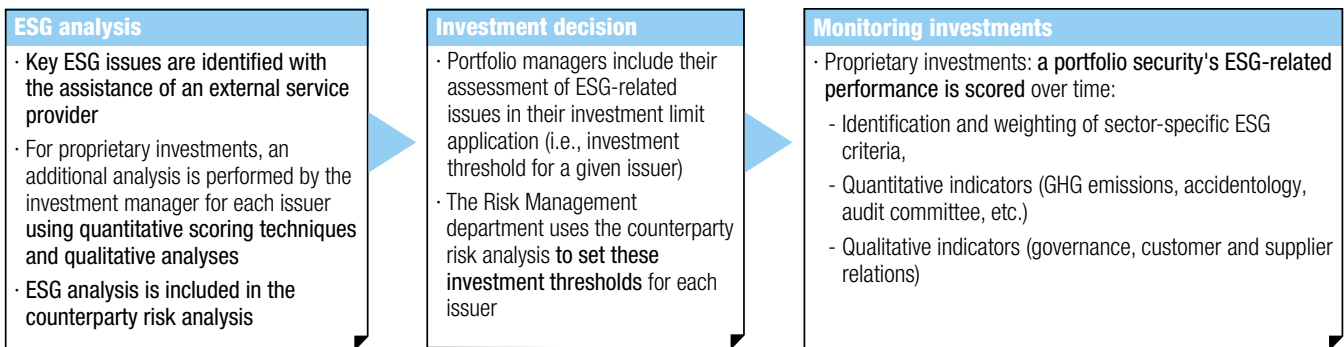 ESG analysis
· Key ESG issues are identified with
the assistance of an external service
provider
· For proprietary investments, an
additional analysis is performed by the
investment manager for each issuer
using quantitative scoring techniques
and qualitative analyses
· ESG analysis is included in the
counterparty risk analysis
Investment decision
· Portfolio managers include their
assessment of ESG-related
issues in their investment limit
application (i.e., investment
threshold for a given issuer)
· The Risk Management
department uses the counterparty
risk analysis to set these
investment thresholds for each
issuer
Monitoring investments
· Proprietary investments: a portfolio security's ESG-related
performance is scored over time:
- Identification and weighting of sector-specific ESG
criteria,
- Quantitative indicators (GHG emissions, accidentology,
audit committee, etc.)
- Qualitative indicators (governance, customer and supplier
relations)